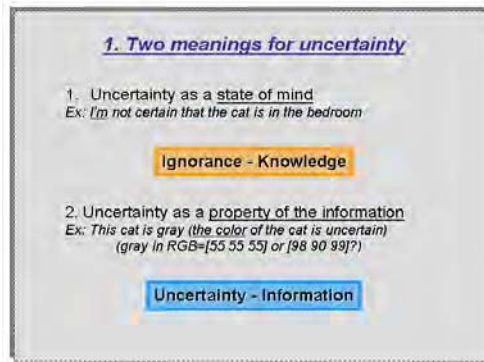 1. Two meanings for uncertainty
1. Uncertainty as a state of mind
Ex: I'm not certain that the cat is in the bedroom
Ignorance - Knowledge
2. Uncertainty as a property of the information
Ex: This cat is gray (the color of the cat is uncertain)
(gray in RGB=[55 55 55] or [98 90 99]?)
Uncertainty - Information